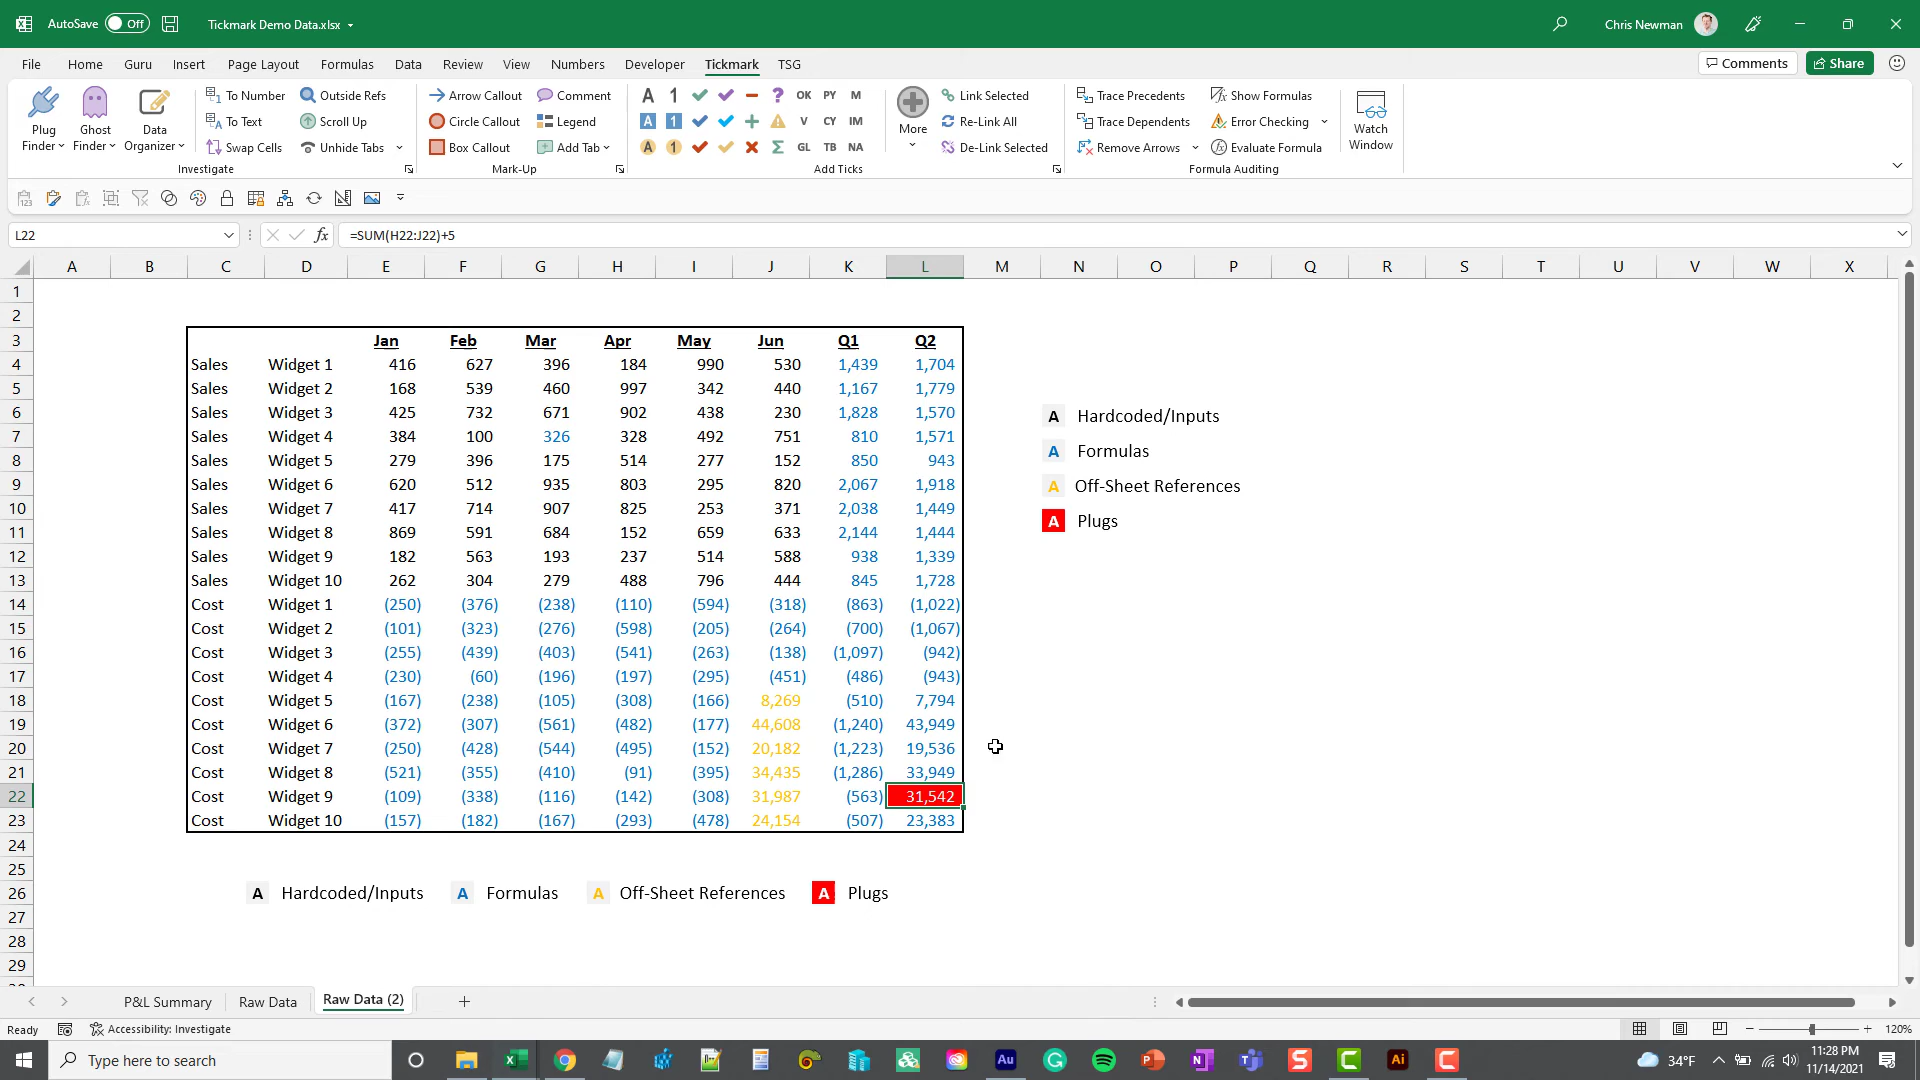 AutoSave Off Tickmark Demo Data.xlsx Chris Newman
File Home Guru Insert Page Layout Formulas Data Review View Numbers Developer Tickmark TSG Comments Share
Plug Finder
Ghost Finder
Data Organizer
To Number Outside Refs
To Text Scroll Up
Swap Cells Unhide Tabs
Investigate
Arrow Callout Comment
Circle Callout Legend
Box Callout Add Tab
Mark-Up
A 1 ? OK PY M
A 1 V CY IM
A 1 Σ GL TB NA
More
Link Selected
Re-Link All
De-Link Selected
Add Ticks
Trace Precedents Show Formulas
Trace Dependents Error Checking
Remove Arrows Evaluate Formula
Formula Auditing
Watch Window
L22 fx =SUM(H22:J22)+5
A B C D E F G H I J K L M N O P Q R S T U V W X
1
2
3 Jan Feb Mar Apr May Jun Q1 Q2
4 Sales Widget 1 416 627 396 184 990 530 1,439 1,704
5 Sales Widget 2 168 539 460 997 342 440 1,167 1,779
6 Sales Widget 3 425 732 671 902 438 230 1,828 1,570
7 Sales Widget 4 384 100 326 328 492 751 810 1,571
8 Sales Widget 5 279 396 175 514 277 152 850 943
9 Sales Widget 6 620 512 935 803 295 820 2,067 1,918
10 Sales Widget 7 417 714 907 825 253 371 2,038 1,449
11 Sales Widget 8 869 591 684 152 659 633 2,144 1,444
12 Sales Widget 9 182 563 193 237 514 588 938 1,339
13 Sales Widget 10 262 304 279 488 796 444 845 1,728
14 Cost Widget 1 (250) (376) (238) (110) (594) (318) (863) (1,022)
15 Cost Widget 2 (101) (323) (276) (598) (205) (264) (700) (1,067)
16 Cost Widget 3 (255) (439) (403) (541) (263) (138) (1,097) (942)
17 Cost Widget 4 (230) (60) (196) (197) (295) (451) (486) (943)
18 Cost Widget 5 (167) (238) (105) (308) (166) 8,269 (510) 7,794
19 Cost Widget 6 (372) (307) (561) (482) (177) 44,608 (1,240) 43,949
20 Cost Widget 7 (250) (428) (544) (495) (152) 20,182 (1,223) 19,536
21 Cost Widget 8 (521) (355) (410) (91) (395) 34,435 (1,286) 33,949
22 Cost Widget 9 (109) (338) (116) (142) (308) 31,987 (563) 31,542
23 Cost Widget 10 (157) (182) (167) (293) (478) 24,154 (507) 23,383
24
25
26 A Hardcoded/Inputs A Formulas A Off-Sheet References A Plugs
27
28
29
A Hardcoded/Inputs
A Formulas
A Off-Sheet References
A Plugs
P&L Summary Raw Data Raw Data (2)
Ready Accessibility: Investigate 120%
Type here to search Au Ai 34°F 11:28 PM
11/14/2021